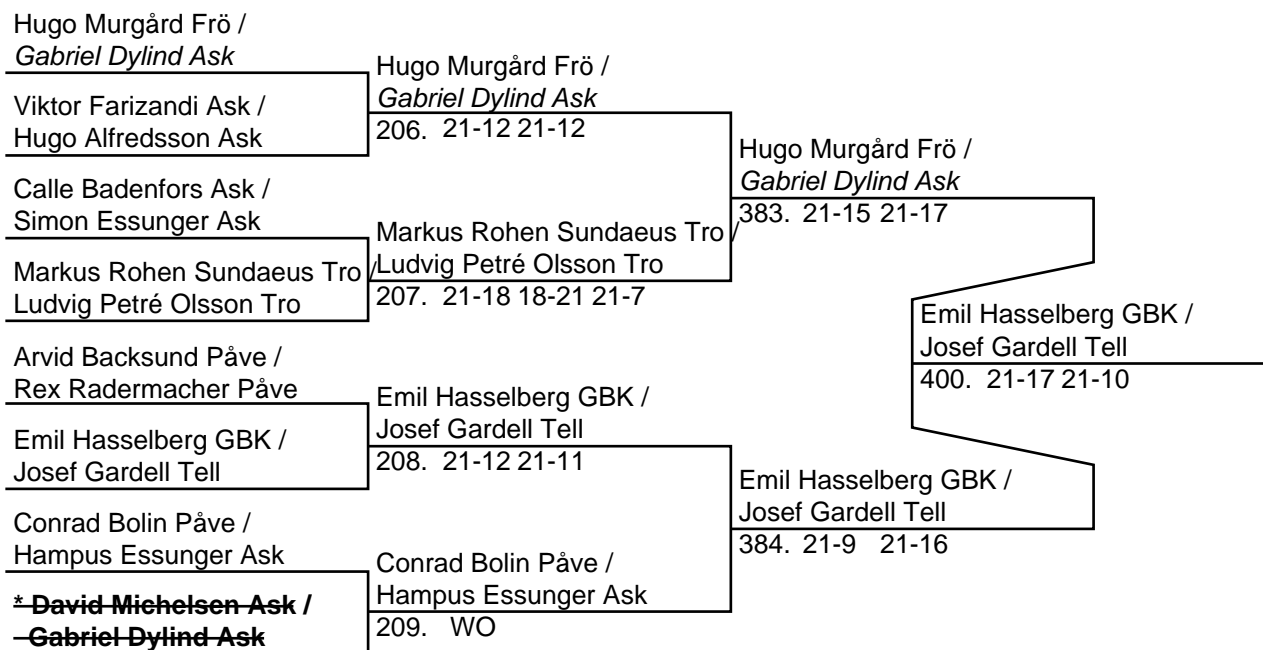 Hugo Murgård Frö /
Gabriel Dylind Ask
Viktor Farizandi Ask /
Hugo Alfredsson Ask
Calle Badenfors Ask /
Simon Essunger Ask
Markus Rohen Sundaeus Tro /
Ludvig Petré Olsson Tro
Arvid Backsund Påve /
Rex Radermacher Påve
Emil Hasselberg GBK /
Josef Gardell Tell
Conrad Bolin Påve /
Hampus Essunger Ask
* David Michelsen Ask /
Gabriel Dylind Ask
Hugo Murgård Frö /
Gabriel Dylind Ask
206. 21-12 21-12
Markus Rohen Sundaeus Tro /
Ludvig Petré Olsson Tro
207. 21-18 18-21 21-7
Emil Hasselberg GBK /
Josef Gardell Tell
208. 21-12 21-11
Conrad Bolin Påve /
Hampus Essunger Ask
209. WO
Hugo Murgård Frö /
Gabriel Dylind Ask
383. 21-15 21-17
Emil Hasselberg GBK /
Josef Gardell Tell
384. 21-9 21-16
Emil Hasselberg GBK /
Josef Gardell Tell
400. 21-17 21-10